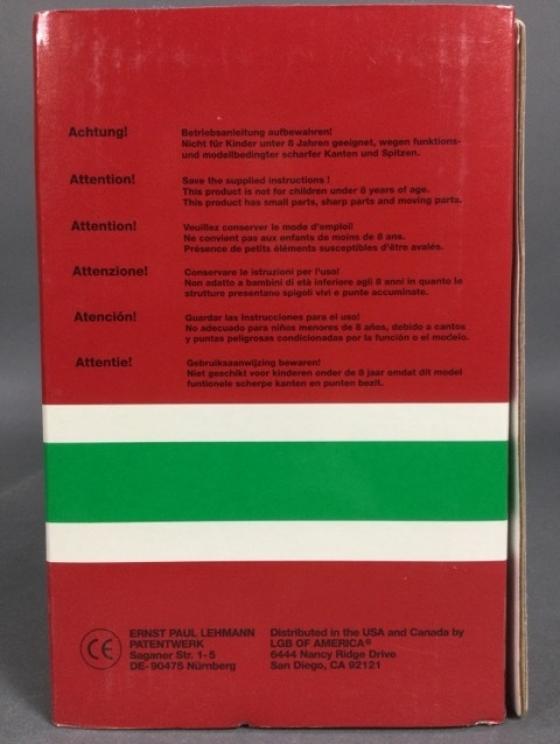 Achtung!
Betriebsanleitung aufbewahren!
Nicht für Kinder unter 8 Jahren geeignet, wegen funktions-
und modellbedingter scharfer Kanten und Spitzen.
Attention!
Save the supplied instructions !
This product is not for children under 8 years of age.
This product has small parts, sharp parts and moving parts.
Attention!
Veuillez conserver le mode d'emploi!
Ne convient pas aux enfants de moins de 8 ans.
Présence de petits éléments susceptibles d'être avalés.
Attenzione!
Conservare le istruzioni per l'uso!
Non adatto a bambini di età inferiore agli 8 anni in quanto le
strutture presentano spigoli vivi e punte accuminate.
Atención!
Guardar las instrucciones para el uso!
No adecuado para niños menores de 8 años, debido a cantos
y puntas peligrosas condicionadas por la función o el modelo.
Attentie!
Gebruiksaanwijzing bewaren!
Niet geschikt voor kinderen onder de 8 jaar omdat dit model
funtionele scherpe kanten en punten bezit.
CE
ERNST PAUL LEHMANN
PATENTWERK
Saganer Str. 1-5
DE-90475 Nürnberg
Distributed in the USA and Canada by
LGB OF AMERICA®
6444 Nancy Ridge Drive
San Diego, CA 92121